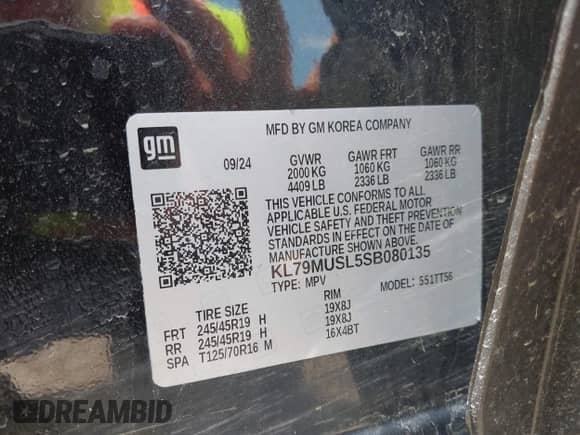 gm
MFD BY GM KOREA COMPANY
09/24
GVWR GAWR FRT GAWR RR
2000 KG 1060 KG 1060 KG
4409 LB 2336 LB 2336 LB
THIS VEHICLE CONFORMS TO ALL
APPLICABLE U.S. FEDERAL MOTOR
VEHICLE SAFETY AND THEFT PREVENTION
STANDARDS IN EFFECT ON THE DATE OF
MANUFACTURE SHOWN ABOVE.
KL79MUSL5SB080135
TYPE: MPV MODEL: 551TT56
TIRE SIZE RIM
FRT 245/45R19 H 19X8J
RR 245/45R19 H 19X8J
SPA T125/70R16 M 16X4BT
DREAMBID